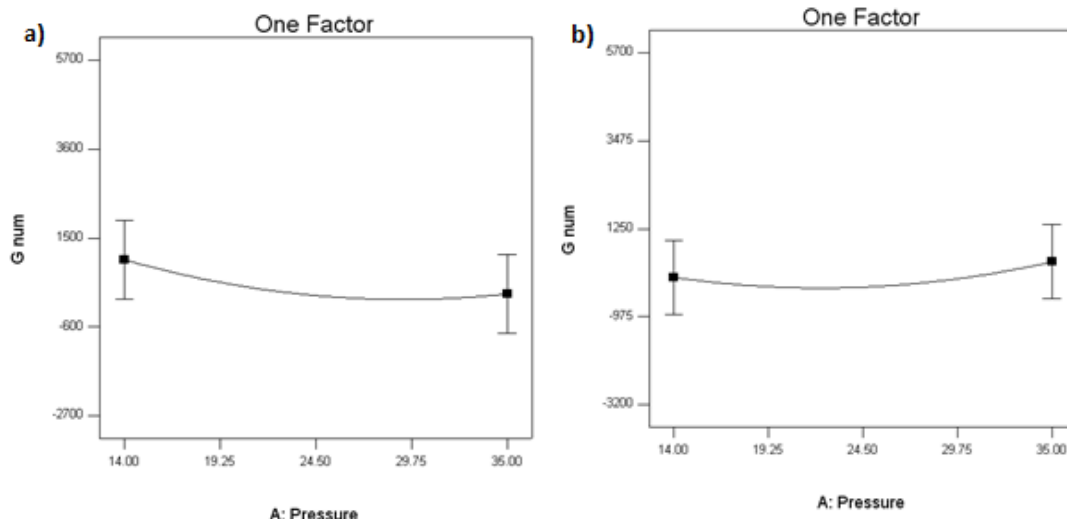 a)
One Factor
5700
3600
1500
-600
-2700
G num
14.00 19.25 24.50 29.75 35.00
A: Pressure
b)
One Factor
5700
3475
1250
-975
-3200
G num
14.00 19.25 24.50 29.75 35.00
A: Pressure